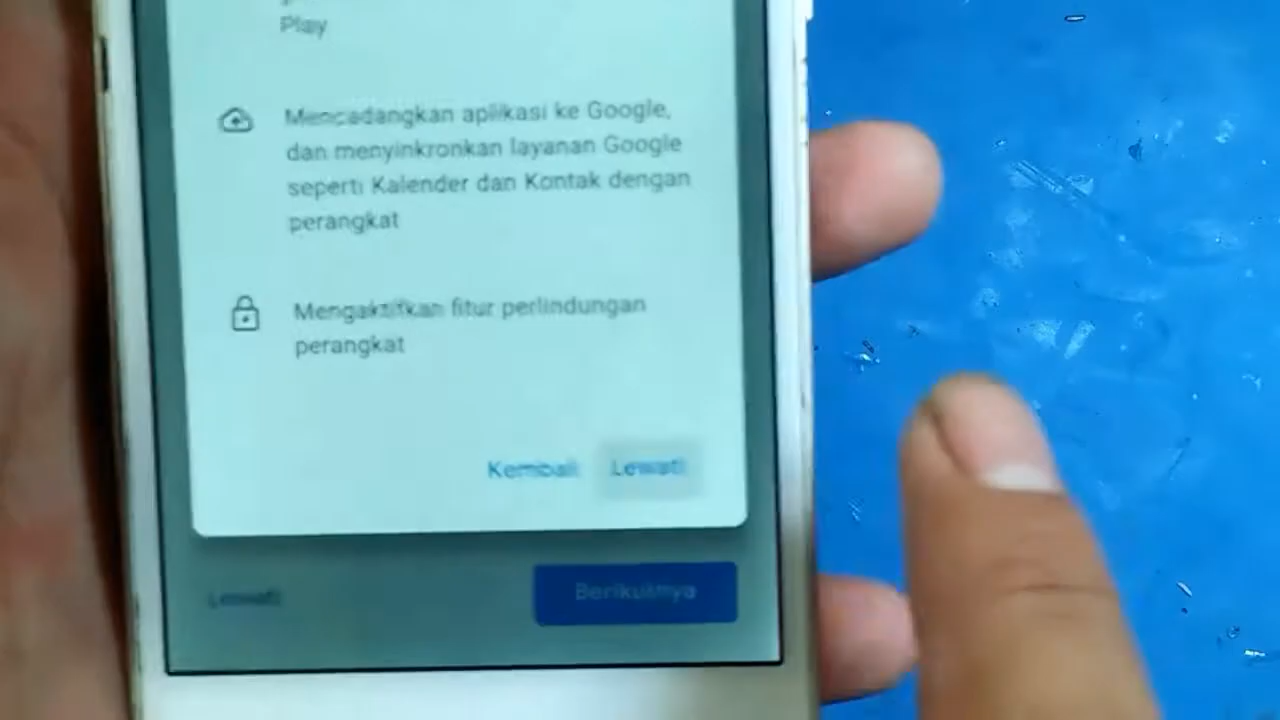 Play
Mencadangkan aplikasi ke Google,
dan menyinkronkan layanan Google
seperti Kalender dan Kontak dengan
perangkat
Mengaktifkan fitur perlindungan
perangkat
Kembali Lewati
Lewati Berikutnya